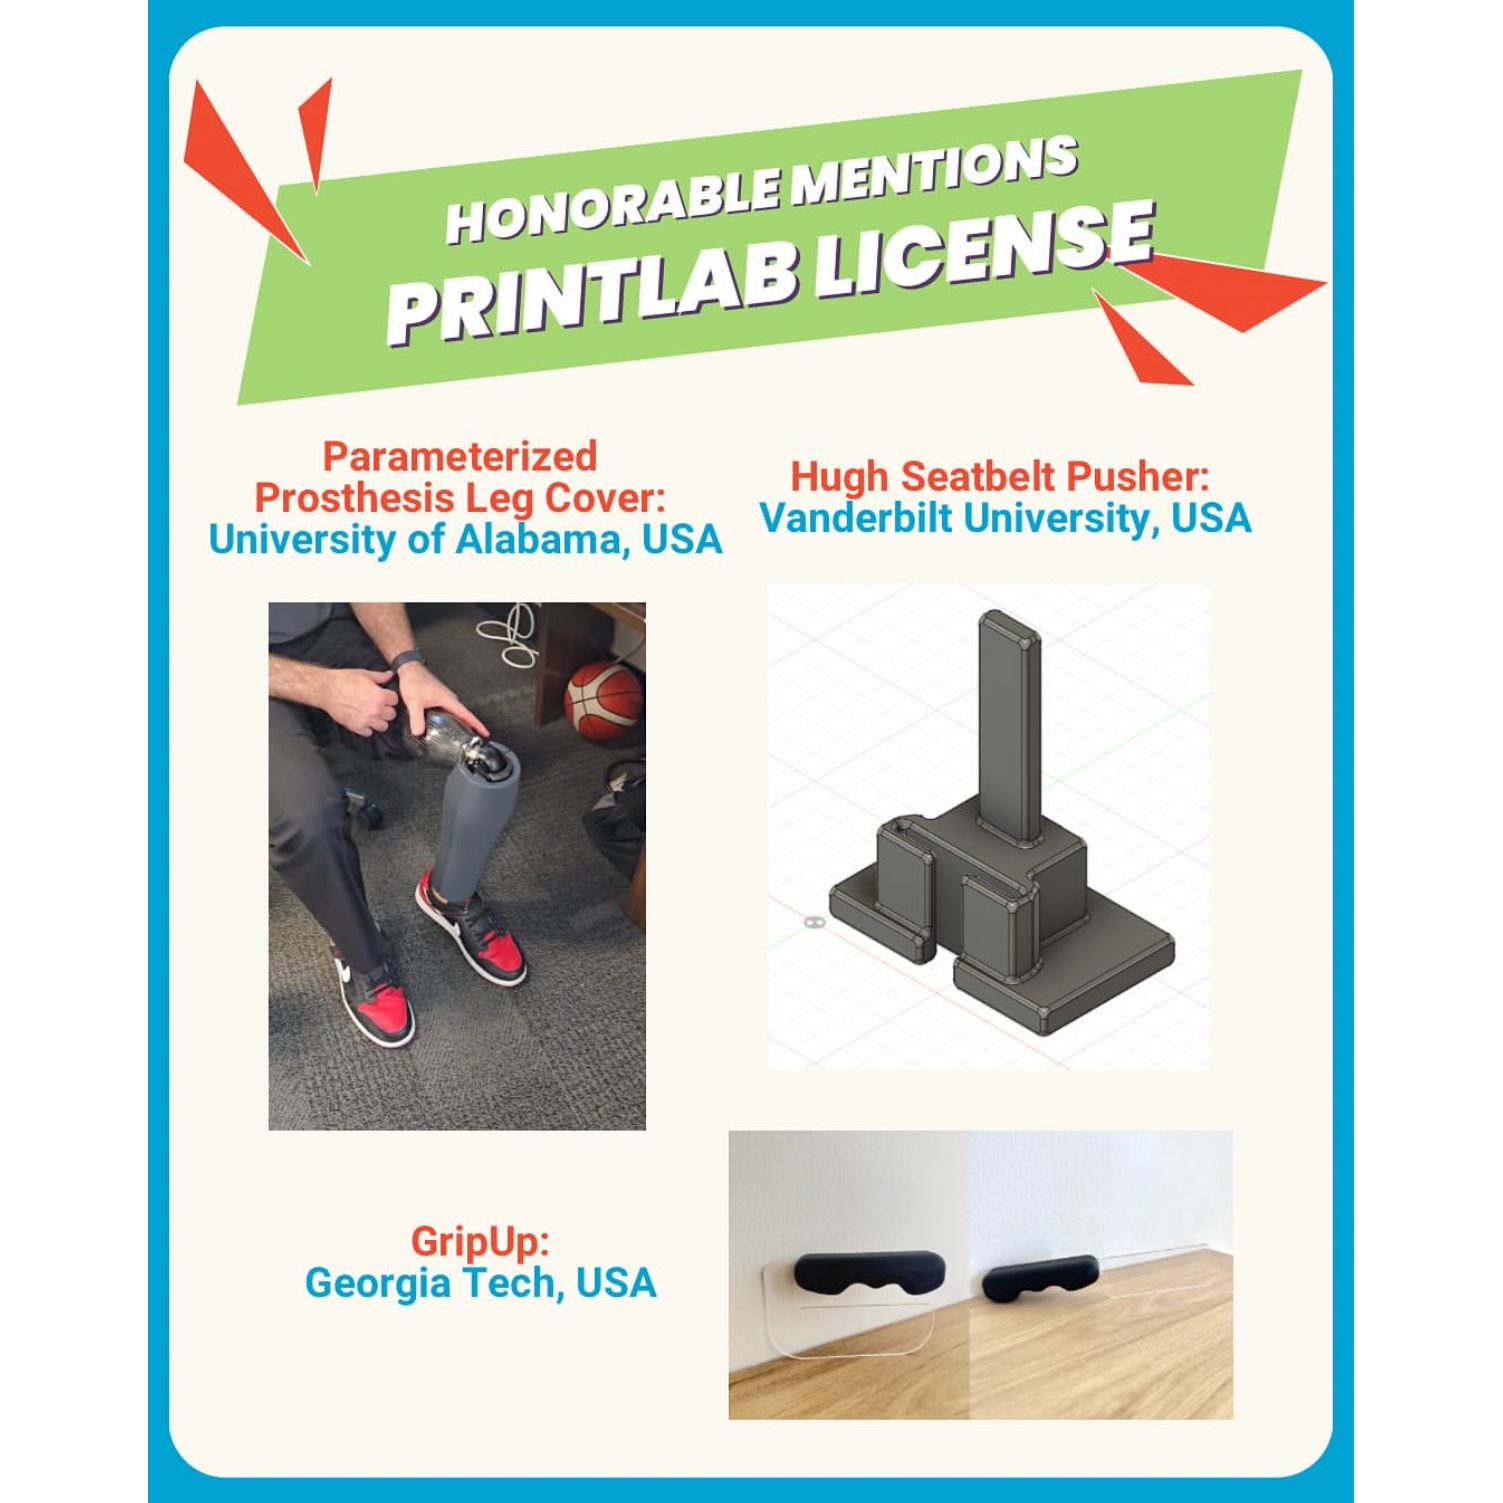 HONORABLE MENTIONS
PRINTLAB LICENSE
Parameterized
Prosthesis Leg Cover:
University of Alabama, USA
Hugh Seatbelt Pusher:
Vanderbilt University, USA
GripUp:
Georgia Tech, USA